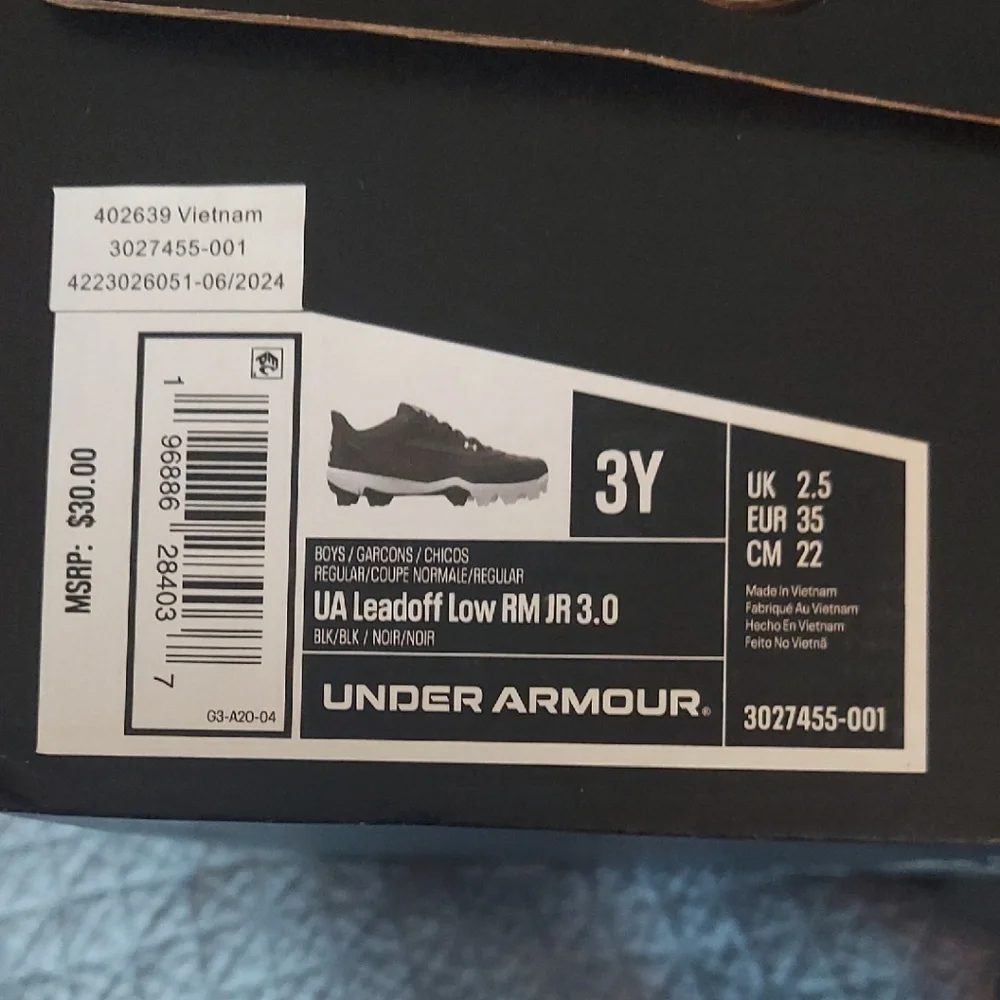 402639 Vietnam
3027455-001
4223026051-06/2024
MSRP: $30.00
1 96886 28403 7
G3-A20-04
3Y
BOYS / GARCONS / CHICOS
REGULAR/COUPE NORMALE/REGULAR
UA Leadoff Low RM JR 3.0
BLK/BLK / NOIR/NOIR
UNDER ARMOUR®
UK 2.5
EUR 35
CM 22
Made In Vietnam
Fabriqué Au Vietnam
Hecho En Vietnam
Feito No Vietnã
3027455-001